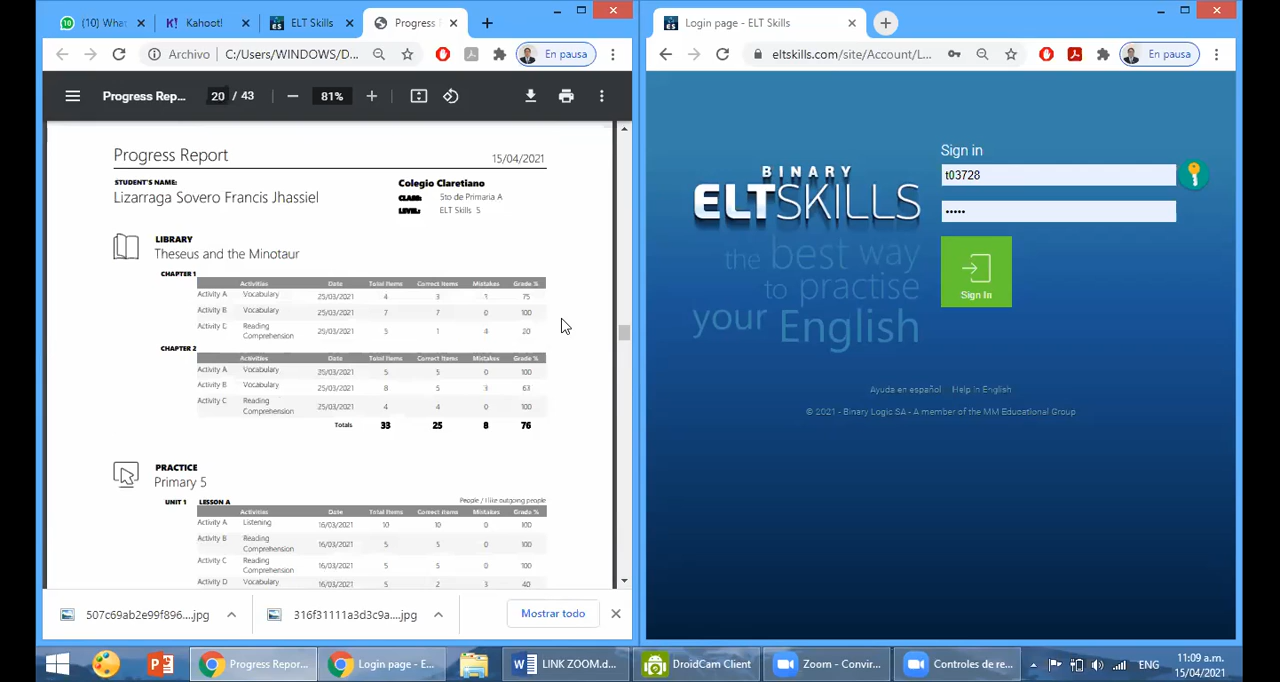 (10) Wha
Kahoot!
ELT Skills
Progress
Archivo
C:/Users/WINDOWS/D...
En pausa
Progress Rep...
20 / 43
81%
Progress Report
15/04/2021
STUDENT'S NAME:
Lizarraga Sovero Francis Jhassiel
Colegio Claretiano
CLASS: 5to de Primaria A
LEVEL: ELT Skills 5
LIBRARY
Theseus and the Minotaur
CHAPTER 1
Activities Date Total Items Correct Items Mistakes Grade %
Activity A Vocabulary 25/03/2021 4 3 1 75
Activity B Vocabulary 25/03/2021 7 7 0 100
Activity C Reading Comprehension 25/03/2021 5 1 4 20
CHAPTER 2
Activities Date Total Items Correct Items Mistakes Grade %
Activity A Vocabulary 25/03/2021 5 5 0 100
Activity B Vocabulary 25/03/2021 8 5 3 63
Activity C Reading Comprehension 25/03/2021 4 4 0 100
Totals 33 25 8 76
PRACTICE
Primary 5
UNIT 1 LESSON A People / I like outgoing people
Activities Date Total Items Correct Items Mistakes Grade %
Activity A Listening 16/03/2021 10 10 0 100
Activity B Reading Comprehension 16/03/2021 5 5 0 100
Activity C Reading Comprehension 16/03/2021 5 5 0 100
Activity D Vocabulary 16/03/2021 5 2 3 40
507c69ab2e99f896....jpg
316f31111a3d3c9a....jpg
Mostrar todo
Login page - ELT Skills
eltskills.com/site/Account/L...
En pausa
BINARY
ELTSKILLS
the best way
to practise
your English
Sign in
t03728
•••••
Sign In
Ayuda en español Help in English
© 2021 - Binary Logic SA - A member of the MM Educational Group
Progress Repor...
Login page - E...
LINK ZOOM.d...
DroidCam Client
Zoom - Convir...
Controles de re...
ENG
11:09 a.m.
15/04/2021